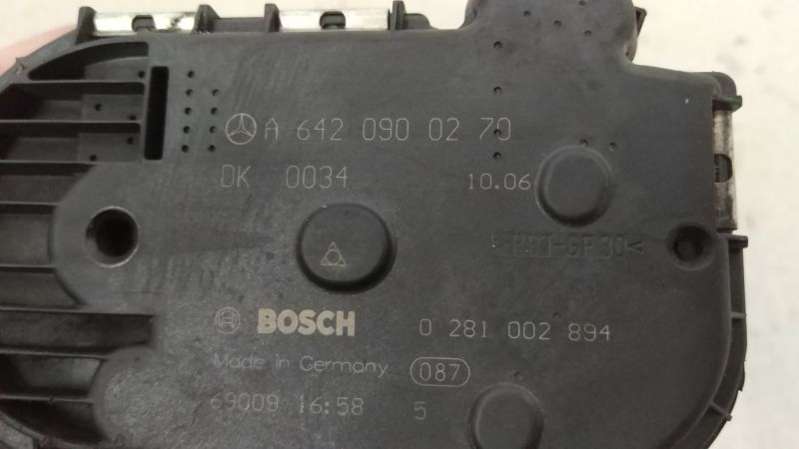 A 642 090 02 70
DK 0034 10.06
BOSCH 0 281 002 894
Made in Germany 087
69009 16:58 5